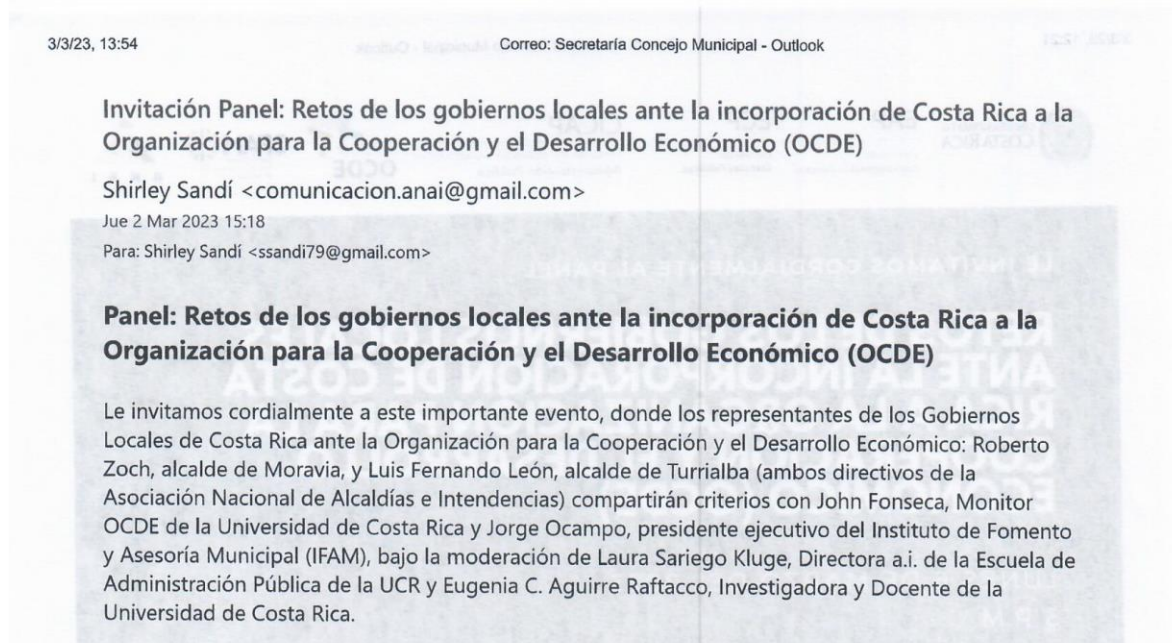 3/3/23, 13:54
Correo: Secretaría Concejo Municipal - Outlook
Invitación Panel: Retos de los gobiernos locales ante la incorporación de Costa Rica a la
Organización para la Cooperación y el Desarrollo Económico (OCDE)
Shirley Sandí <comunicacion.anai@gmail.com>
Jue 2 Mar 2023 15:18
Para: Shirley Sandí <ssandi79@gmail.com>
Panel: Retos de los gobiernos locales ante la incorporación de Costa Rica a la
Organización para la Cooperación y el Desarrollo Económico (OCDE)
Le invitamos cordialmente a este importante evento, donde los representantes de los Gobiernos
Locales de Costa Rica ante la Organización para la Cooperación y el Desarrollo Económico: Roberto
Zoch, alcalde de Moravia, y Luis Fernando León, alcalde de Turrialba (ambos directivos de la
Asociación Nacional de Alcaldías e Intendencias) compartirán criterios con John Fonseca, Monitor
OCDE de la Universidad de Costa Rica y Jorge Ocampo, presidente ejecutivo del Instituto de Fomento
y Asesoría Municipal (IFAM), bajo la moderación de Laura Sariego Kluge, Directora a.i. de la Escuela de
Administración Pública de la UCR y Eugenia C. Aguirre Raftacco, Investigadora y Docente de la
Universidad de Costa Rica.